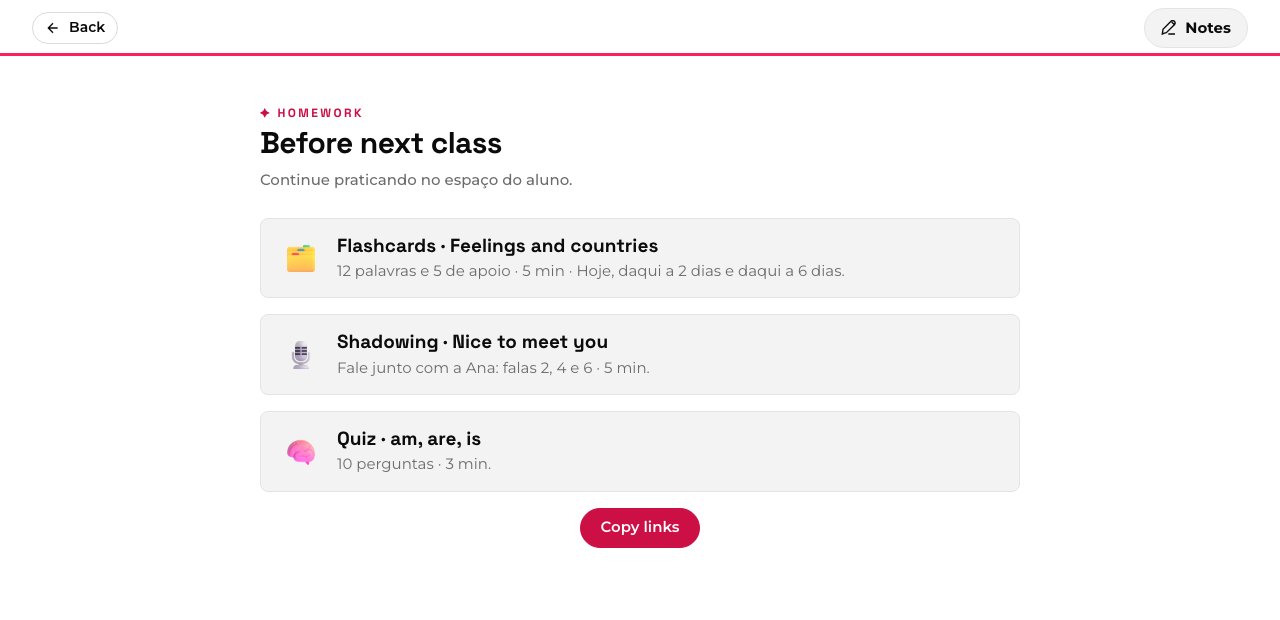 Back
Notes
HOMEWORK
Before next class
Continue praticando no espaço do aluno.
Flashcards · Feelings and countries
12 palavras e 5 de apoio · 5 min · Hoje, daqui a 2 dias e daqui a 6 dias.
Shadowing · Nice to meet you
Fale junto com a Ana: falas 2, 4 e 6 · 5 min.
Quiz · am, are, is
10 perguntas · 3 min.
Copy links